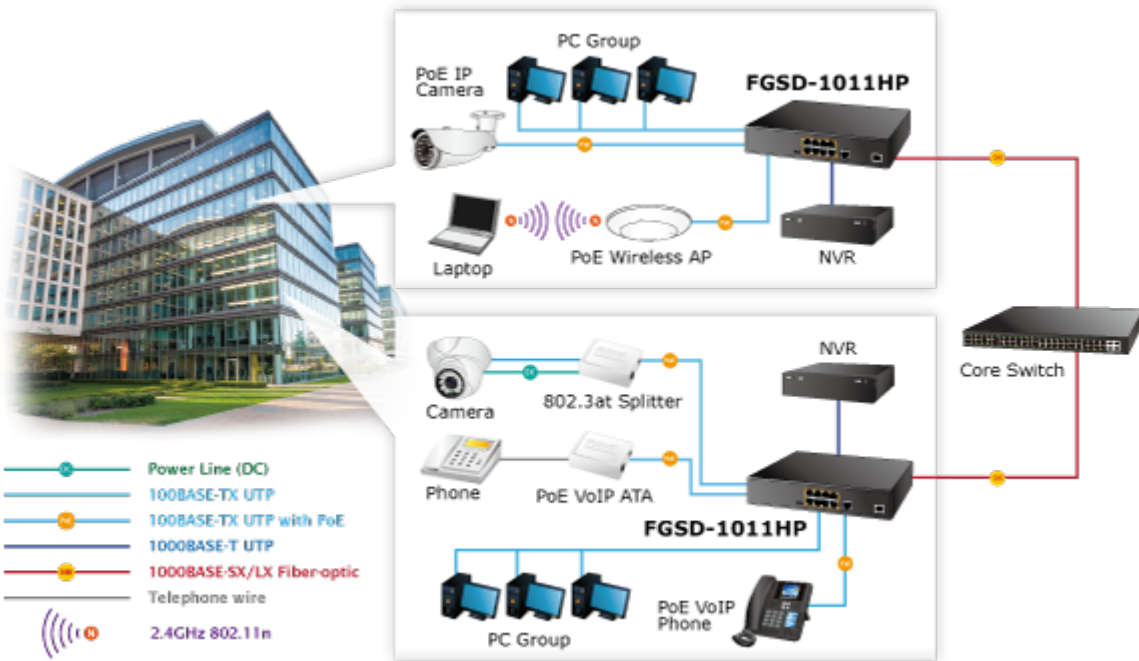 PC Group
PoE IP
Camera
FGSD-1011HP
Laptop
PoE Wireless AP
NVR
Core Switch
NVR
Camera
802.3at Splitter
Phone
PoE VoIP ATA
FGSD-1011HP
PC Group
PoE VoIP
Phone
Power Line (DC)
100BASE-TX UTP
100BASE-TX UTP with PoE
1000BASE-T UTP
1000BASE-SX/LX Fiber-optic
Telephone wire
N
2.4GHz 802.11n